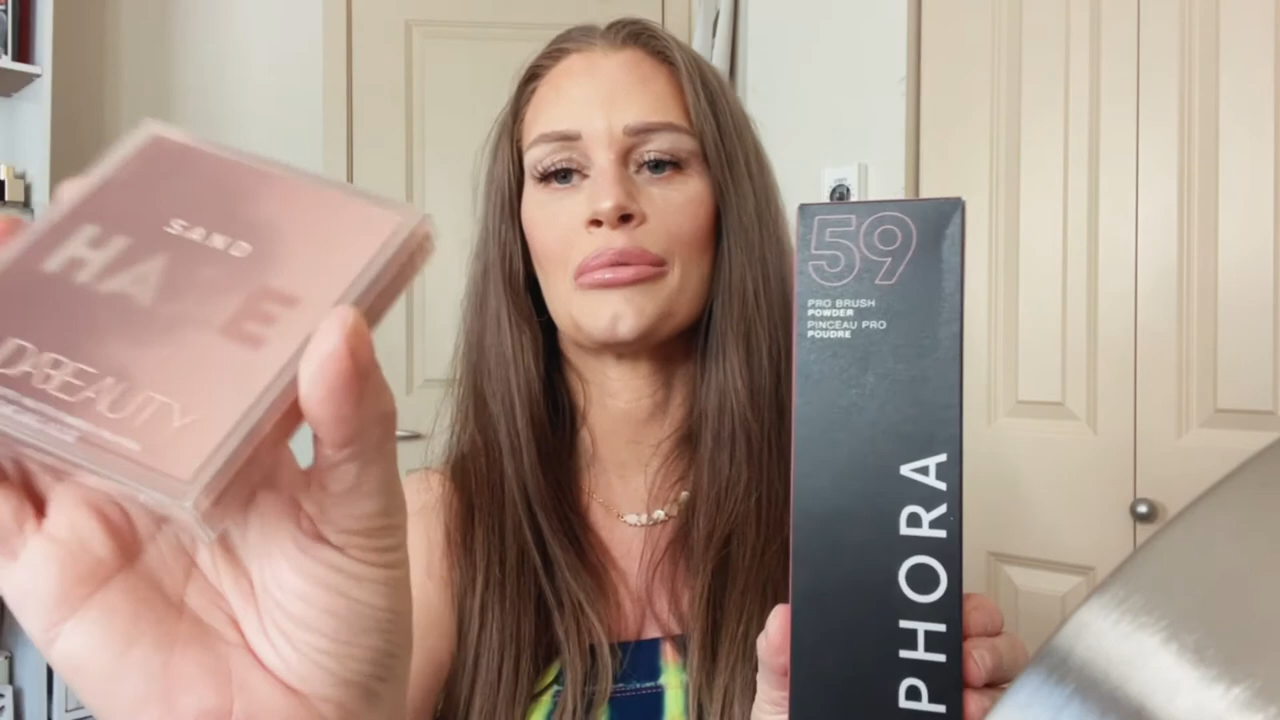 SAND
HA E
DABEAUTY
59
PRO BRUSH
POWDER
PINCEAU PRO
POUDRE
PHORA